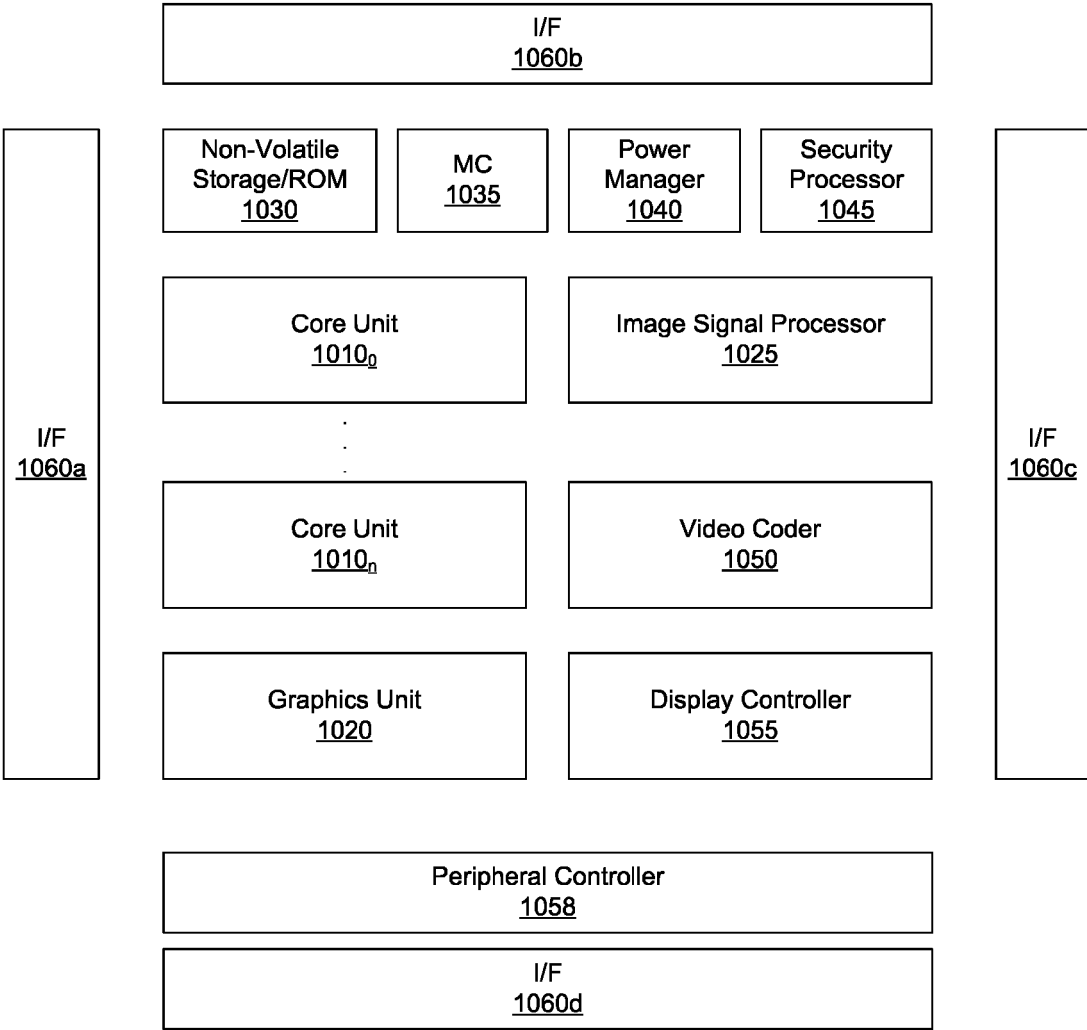 I/F
1060b
Non-Volatile
Storage/ROM
1030
MC
1035
Power
Manager
1040
Security
Processor
1045
Core Unit
1010₀
Image Signal Processor
1025
I/F
1060a
I/F
1060c
Core Unit
1010ₙ
Video Coder
1050
Graphics Unit
1020
Display Controller
1055
Peripheral Controller
1058
I/F
1060d